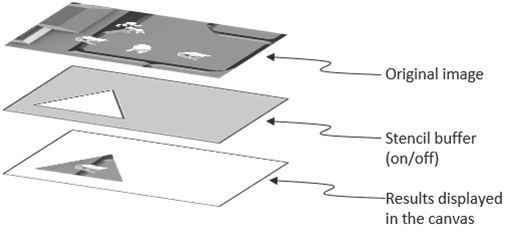 Original image
Stencil buffer
(on/off)
Results displayed
in the canvas